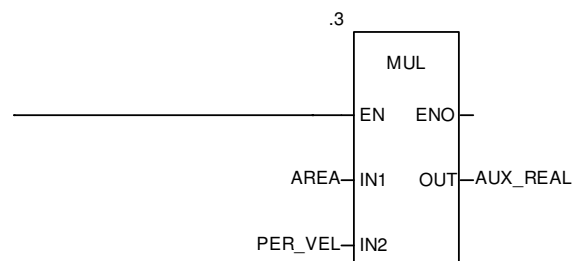 .3
MUL
EN ENO
AREA IN1 OUT AUX_REAL
PER_VEL IN2